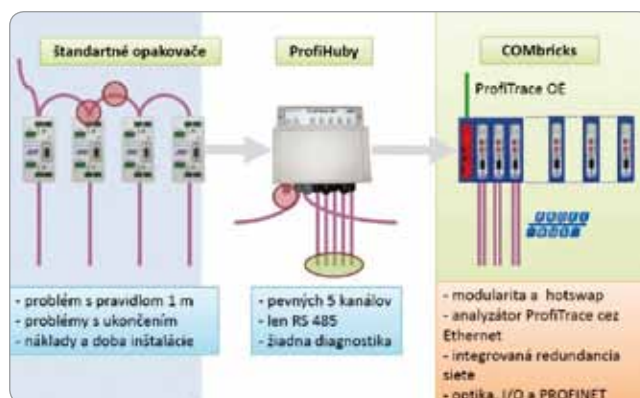 štandartné opakovače
ProfiHuby
COMbricks
ProfiTrace OE
- problém s pravidlom 1 m
- problémy s ukončením
- náklady a doba inštalácie
- pevných 5 kanálov
- len RS 485
- žiadna diagnostika
- modularita a hotswap
- analyzátor ProfiTrace cez
Ethernet
- integrovaná redundancia
siete
- optika, I/O a PROFINET